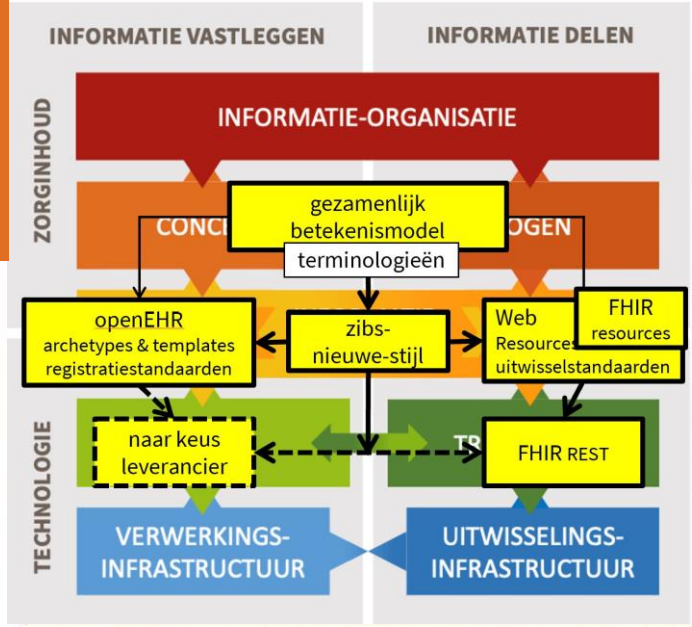 INFORMATIE VASTLEGGEN
INFORMATIE DELEN
ZORGINHOUD
INFORMATIE-ORGANISATIE
CONC
OGEN
gezamenlijk
betekenismodel
terminologieën
openEHR
archetypes & templates
registratiestandaarden
zibs-
nieuwe-stijl
Web
Resources
uitwisselstandaarden
FHIR
resources
TECHNOLOGIE
naar keus
leverancier
TR
FHIR REST
VERWERKINGS-
INFRASTRUCTUUR
UITWISSELINGS-
INFRASTRUCTUUR